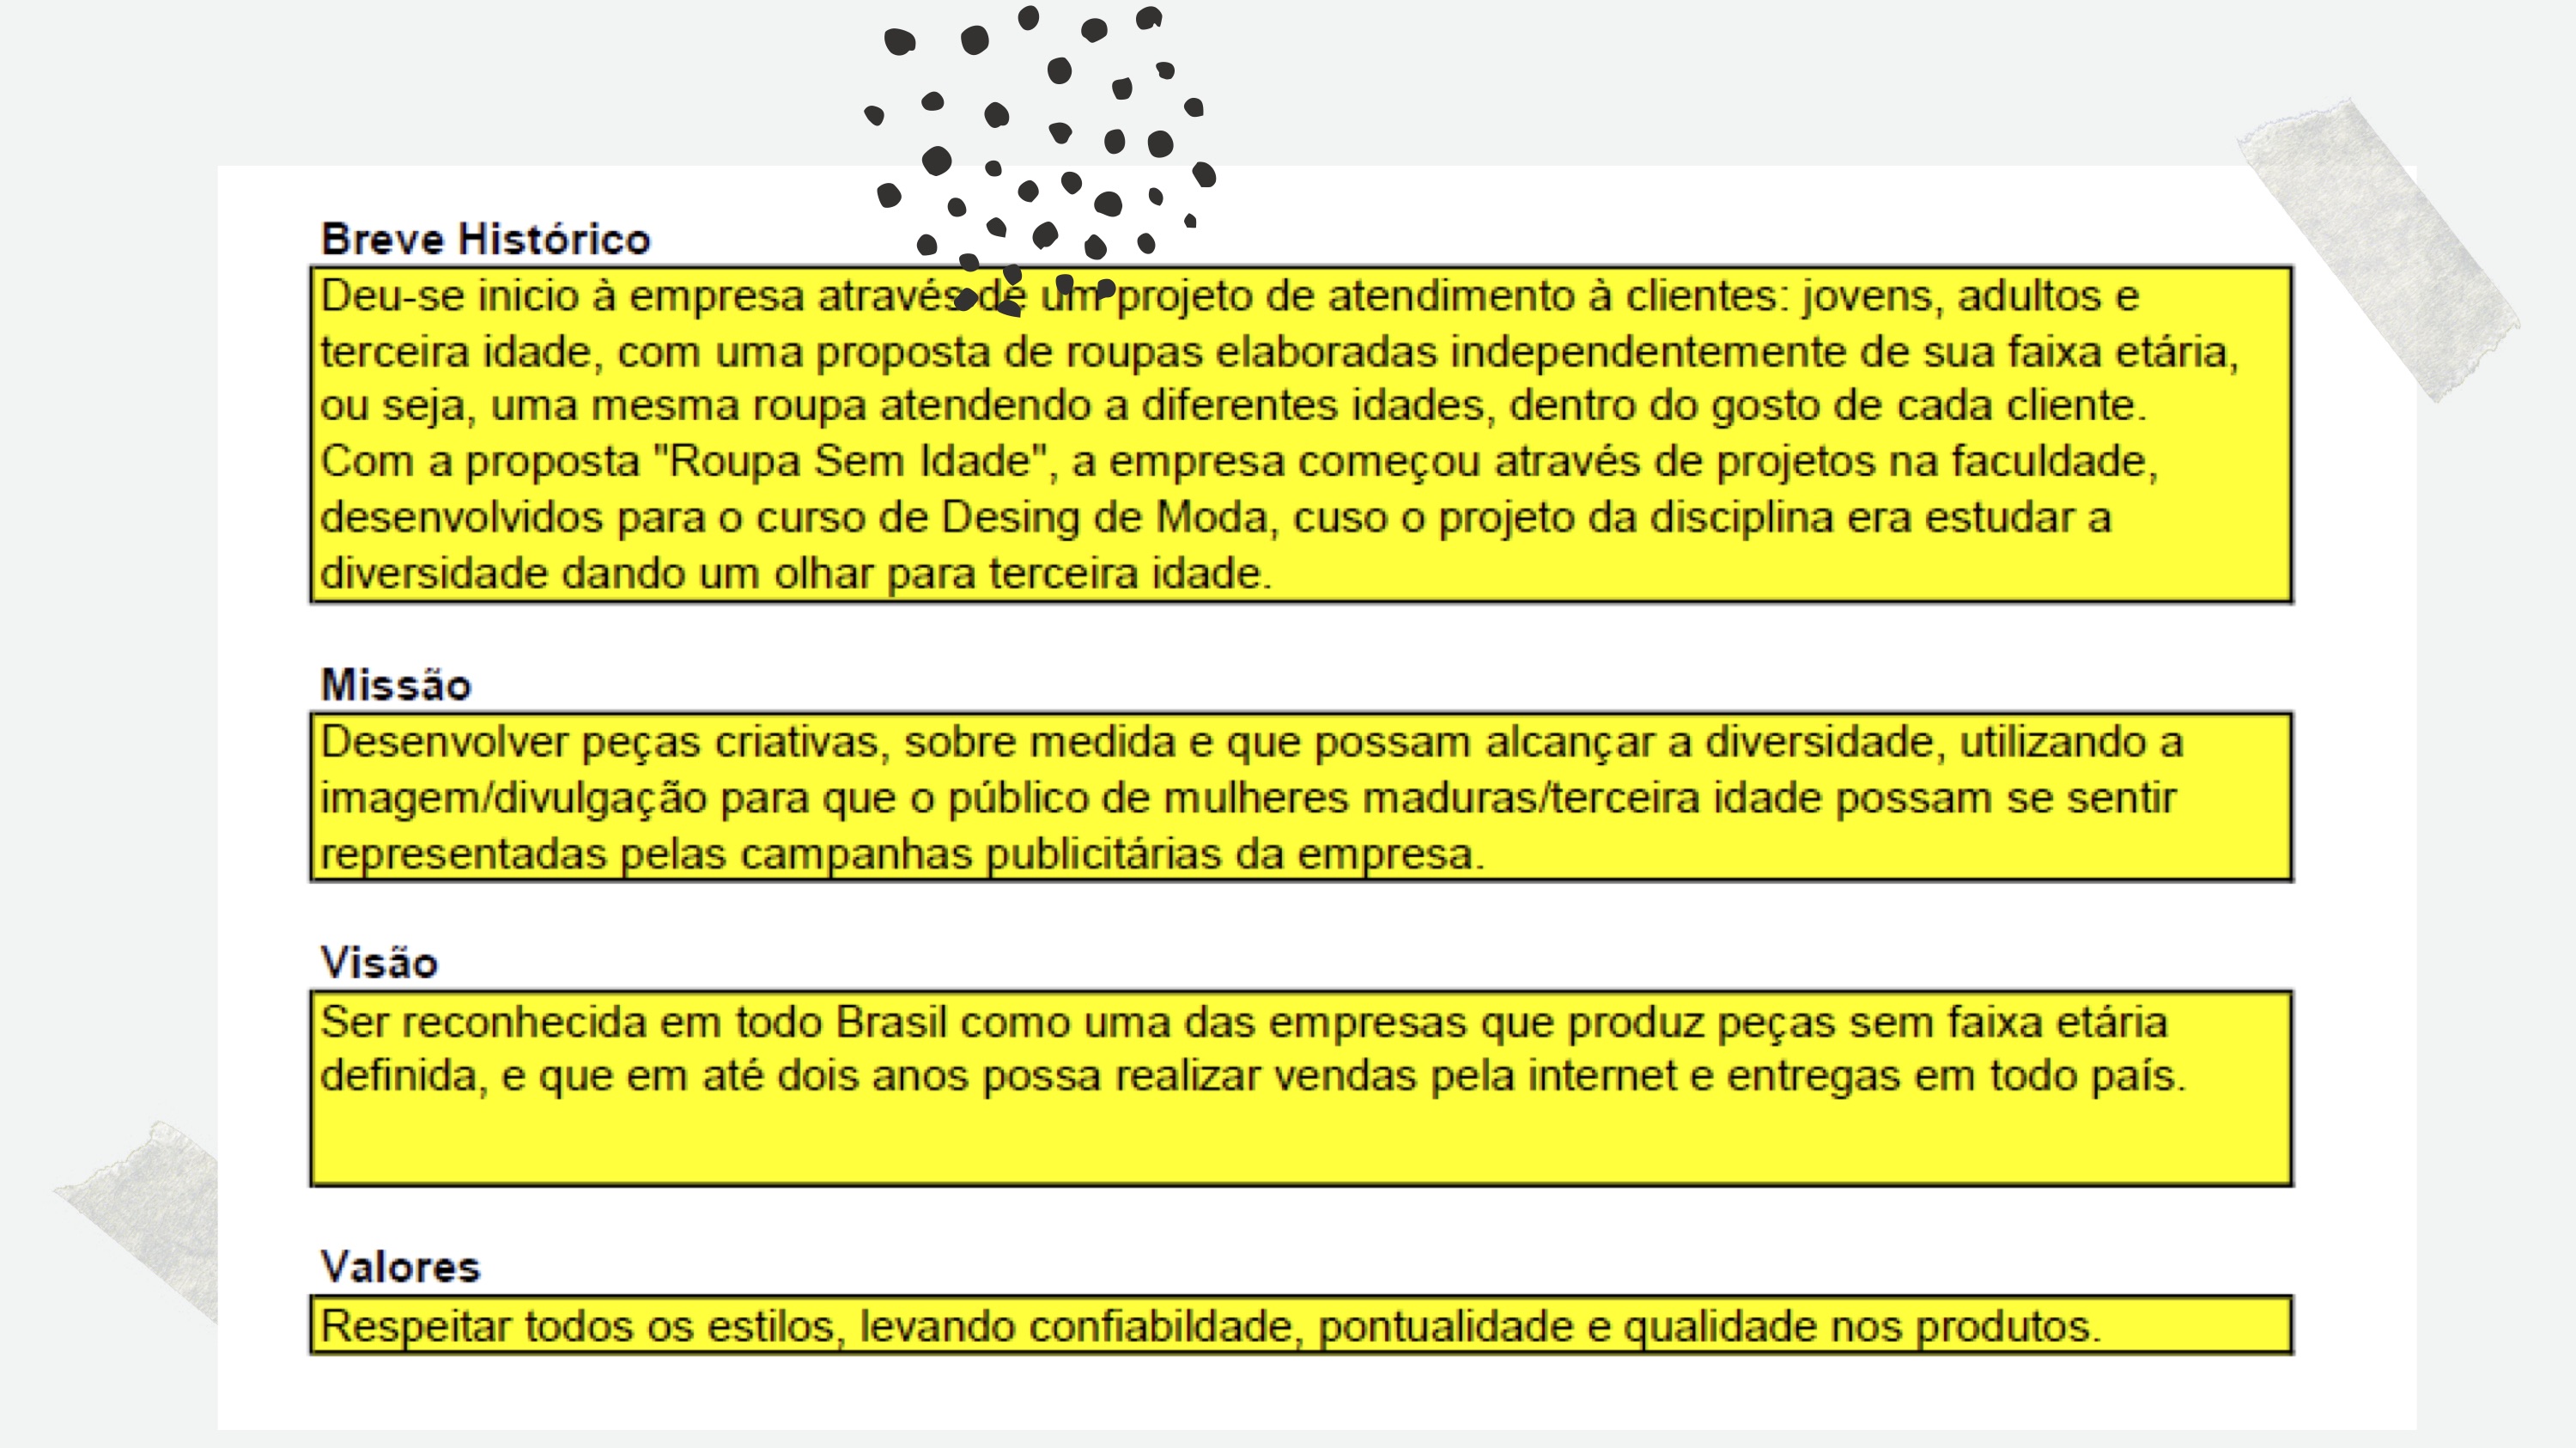 Breve Histórico
Deu-se inicio à empresa através de um projeto de atendimento à clientes: jovens, adultos e
terceira idade, com uma proposta de roupas elaboradas independentemente de sua faixa etária,
ou seja, uma mesma roupa atendendo a diferentes idades, dentro do gosto de cada cliente.
Com a proposta "Roupa Sem Idade", a empresa começou através de projetos na faculdade,
desenvolvidos para o curso de Desing de Moda, cuso o projeto da disciplina era estudar a
diversidade dando um olhar para terceira idade.
Missão
Desenvolver peças criativas, sobre medida e que possam alcançar a diversidade, utilizando a
imagem/divulgação para que o público de mulheres maduras/terceira idade possam se sentir
representadas pelas campanhas publicitárias da empresa.
Visão
Ser reconhecida em todo Brasil como uma das empresas que produz peças sem faixa etária
definida, e que em até dois anos possa realizar vendas pela internet e entregas em todo país.
Valores
Respeitar todos os estilos, levando confiabildade, pontualidade e qualidade nos produtos.